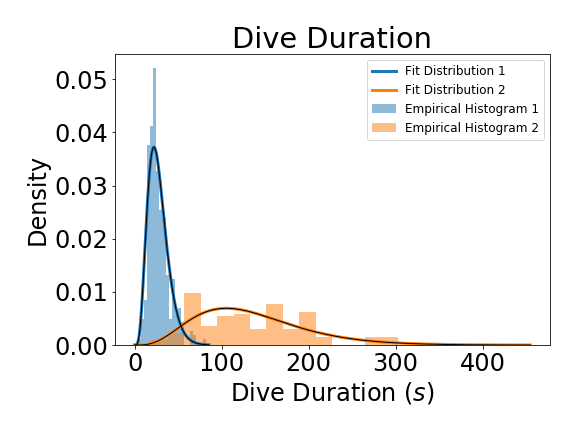 Dive Duration
Fit Distribution 1
Fit Distribution 2
Empirical Histogram 1
Empirical Histogram 2
Density
0.05
0.04
0.03
0.02
0.01
0.00
0 100 200 300 400
Dive Duration (s)